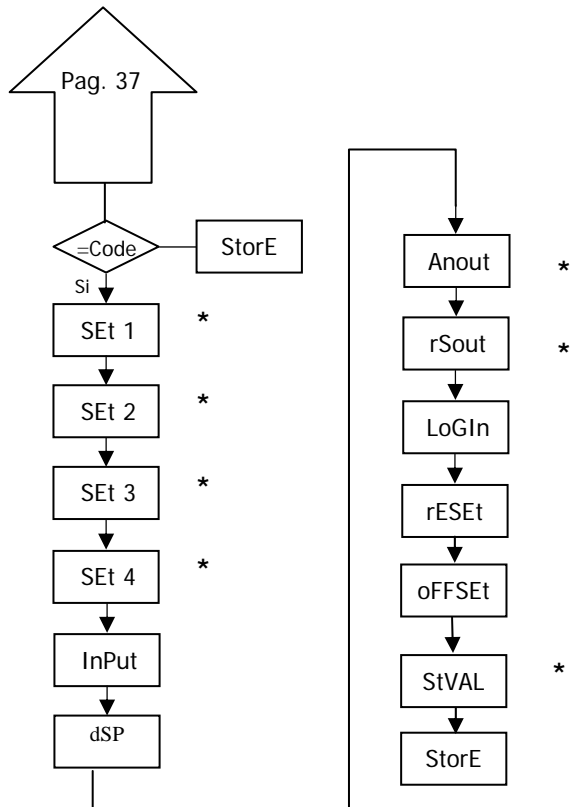 Pag. 37
=Code
StorE
Si
SEt 1 *
SEt 2 *
SEt 3 *
SEt 4 *
InPut
dSP
Anout *
rSout *
LoGIn
rESEt
oFFSEt
StVAL *
StorE